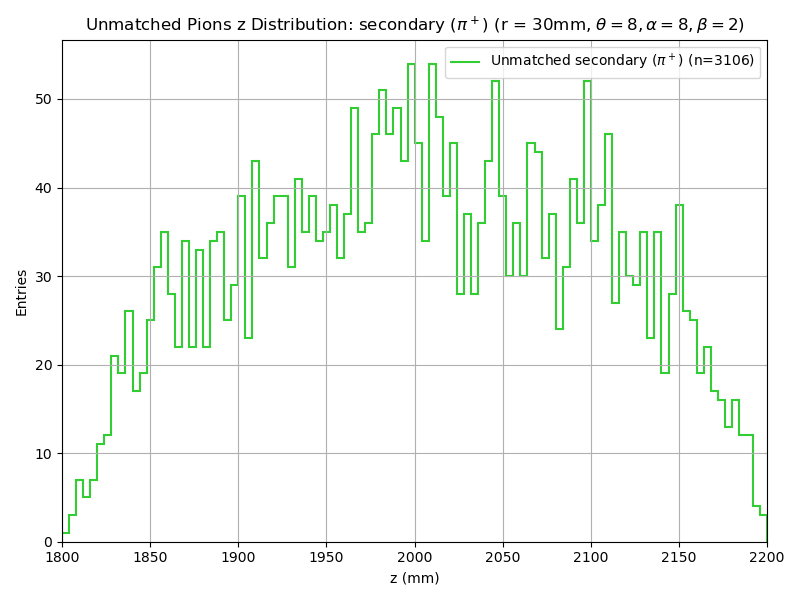 Unmatched Pions z Distribution: secondary (π⁺) (r = 30mm, θ = 8, α = 8, β = 2)
Unmatched secondary (π⁺) (n=3106)
50
40
30
20
10
0
Entries
1800 1850 1900 1950 2000 2050 2100 2150 2200
z (mm)